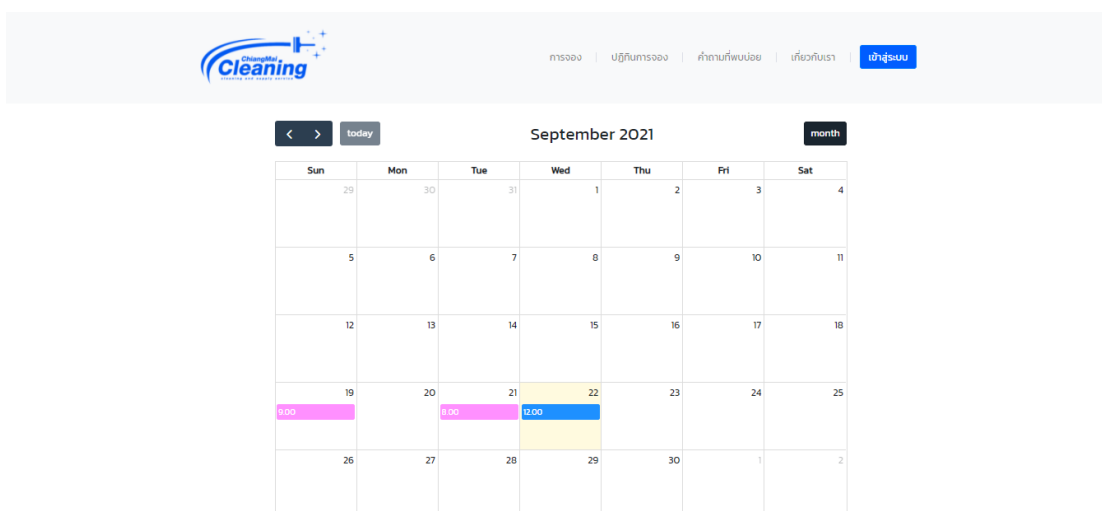 ChiangMai
Cleaning
cleaning and supply service
การจอง ปฏิทินการจอง คำถามที่พบบ่อย เกี่ยวกับเรา เข้าสู่ระบบ
today September 2021 month
Sun Mon Tue Wed Thu Fri Sat
29 30 31 1 2 3 4
5 6 7 8 9 10 11
12 13 14 15 16 17 18
19 20 21 22 23 24 25
9.00 8.00 12.00
26 27 28 29 30 1 2